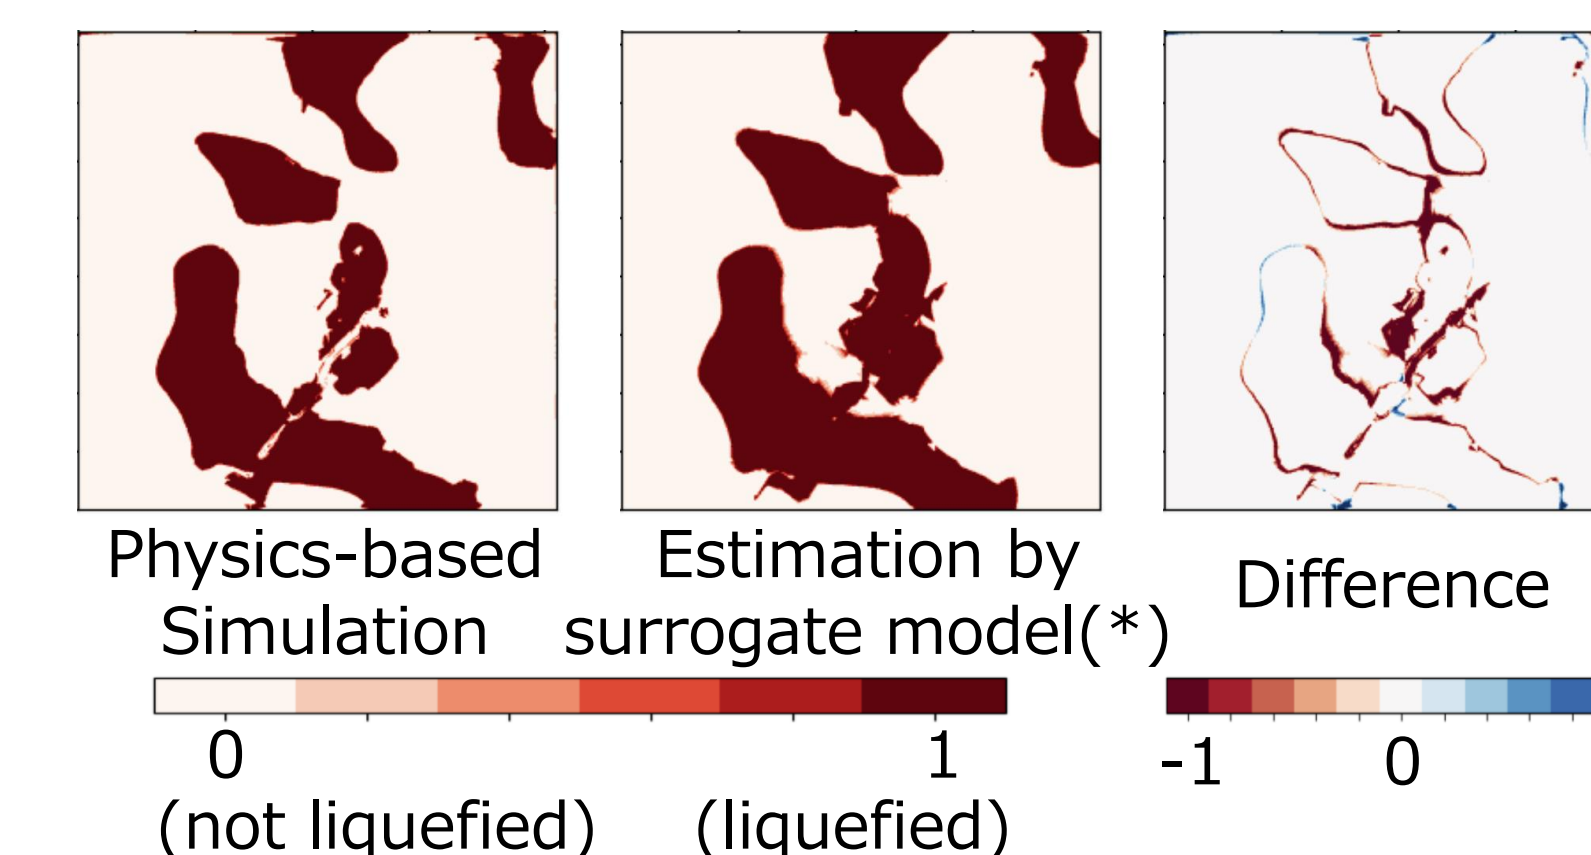 Physics-based
Simulation
Estimation by
surrogate model(*)
Difference
0
1
(not liquefied)
(liquefied)
-1
0